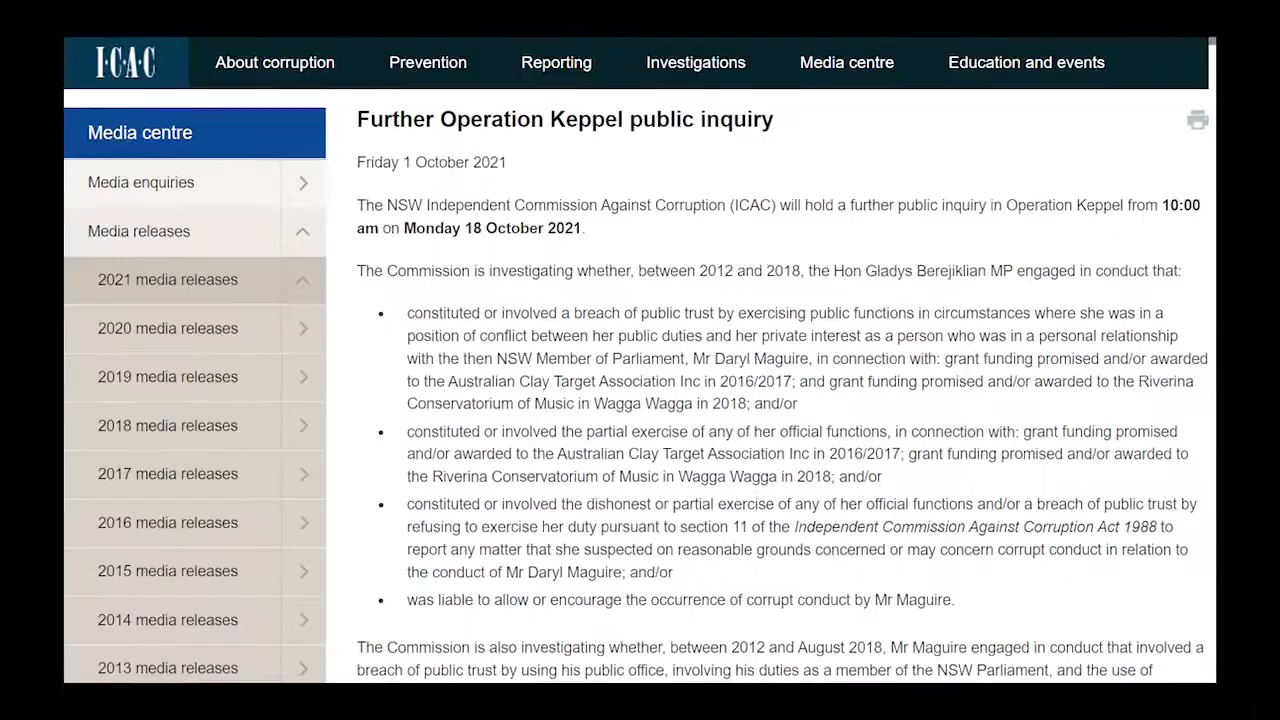 I·C·A·C
About corruption
Prevention
Reporting
Investigations
Media centre
Education and events
Media centre
Media enquiries
Media releases
2021 media releases
2020 media releases
2019 media releases
2018 media releases
2017 media releases
2016 media releases
2015 media releases
2014 media releases
2013 media releases
Further Operation Keppel public inquiry
Friday 1 October 2021
The NSW Independent Commission Against Corruption (ICAC) will hold a further public inquiry in Operation Keppel from 10:00
am on Monday 18 October 2021.
The Commission is investigating whether, between 2012 and 2018, the Hon Gladys Berejiklian MP engaged in conduct that:
• constituted or involved a breach of public trust by exercising public functions in circumstances where she was in a
position of conflict between her public duties and her private interest as a person who was in a personal relationship
with the then NSW Member of Parliament, Mr Daryl Maguire, in connection with: grant funding promised and/or awarded
to the Australian Clay Target Association Inc in 2016/2017; and grant funding promised and/or awarded to the Riverina
Conservatorium of Music in Wagga Wagga in 2018; and/or
• constituted or involved the partial exercise of any of her official functions, in connection with: grant funding promised
and/or awarded to the Australian Clay Target Association Inc in 2016/2017; grant funding promised and/or awarded to
the Riverina Conservatorium of Music in Wagga Wagga in 2018; and/or
• constituted or involved the dishonest or partial exercise of any of her official functions and/or a breach of public trust by
refusing to exercise her duty pursuant to section 11 of the Independent Commission Against Corruption Act 1988 to
report any matter that she suspected on reasonable grounds concerned or may concern corrupt conduct in relation to
the conduct of Mr Daryl Maguire; and/or
• was liable to allow or encourage the occurrence of corrupt conduct by Mr Maguire.
The Commission is also investigating whether, between 2012 and August 2018, Mr Maguire engaged in conduct that involved a
breach of public trust by using his public office, involving his duties as a member of the NSW Parliament, and the use of